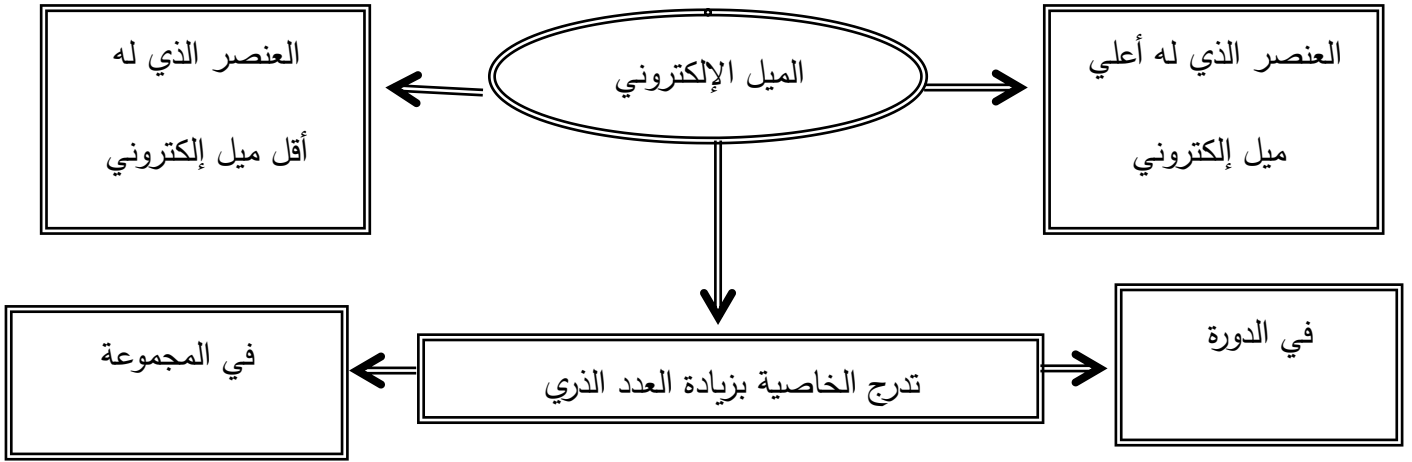 العنصر الذي له أعلي
ميل إلكتروني
الميل الإلكتروني
العنصر الذي له
أقل ميل إلكتروني
في الدورة
تدرج الخاصية بزيادة العدد الذري
في المجموعة